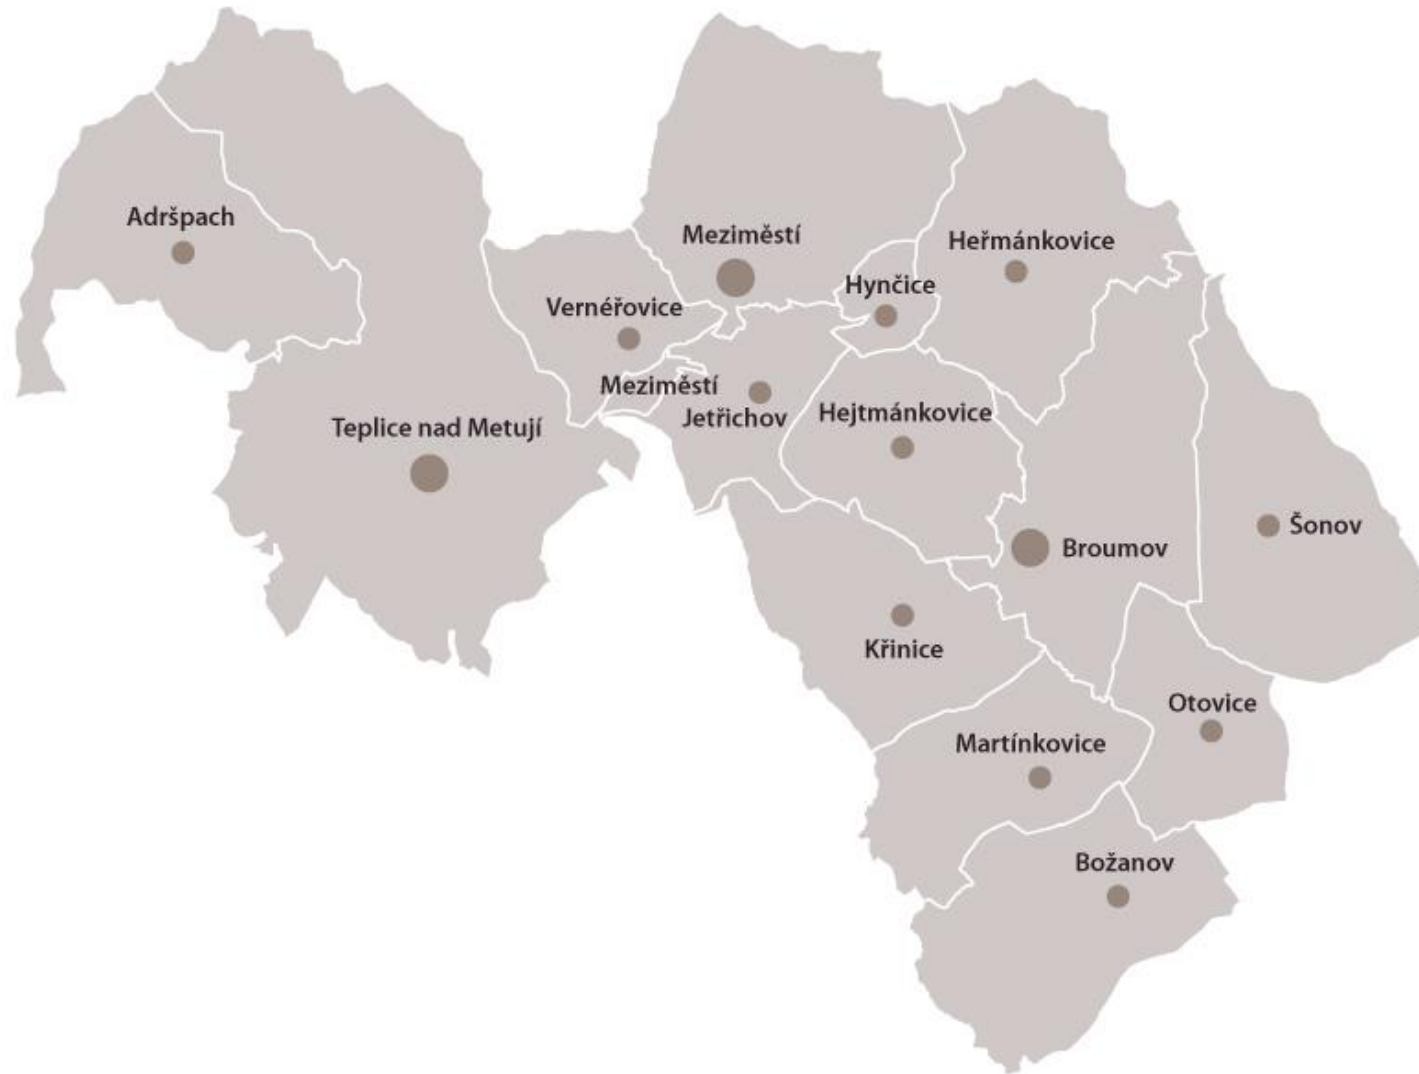 Adršpach
Meziměstí
Heřmánkovice
Hynčice
Vernéřovice
Meziměstí
Jetřichov
Hejtmánkovice
Teplice nad Metují
Šonov
Broumov
Křinice
Otovice
Martínkovice
Božanov